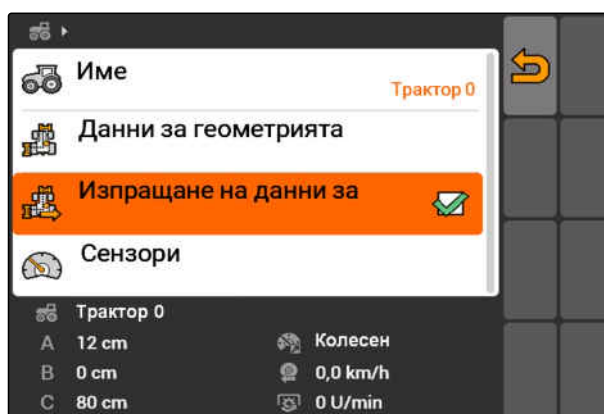 Име
Трактор 0
Данни за геометрията
Изпращане на данни за
Сензори
Трактор 0
A 12 cm Колесен
B 0 cm 0,0 km/h
C 80 cm 0 U/min